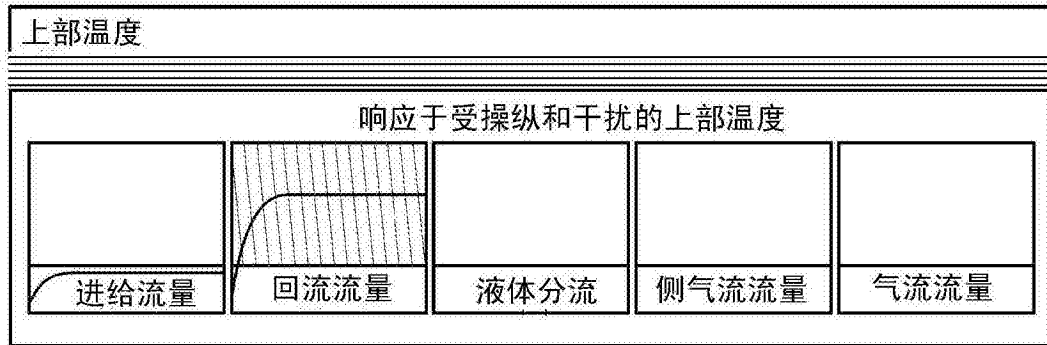 上部温度
响应于受操纵和干扰的上部温度
进给流量
回流流量
液体分流
侧气流流量
气流流量